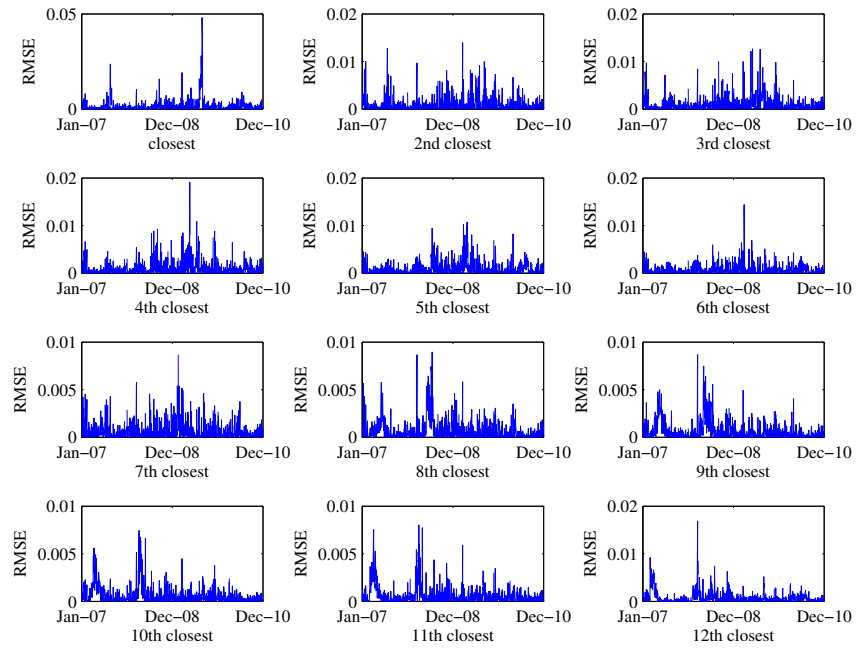 0.05
RMSE
0
Jan−07 Dec−08 Dec−10
closest
0.02
0.01
RMSE
0
Jan−07 Dec−08 Dec−10
2nd closest
0.02
0.01
RMSE
0
Jan−07 Dec−08 Dec−10
3rd closest
0.02
0.01
RMSE
0
Jan−07 Dec−08 Dec−10
4th closest
0.02
0.01
RMSE
0
Jan−07 Dec−08 Dec−10
5th closest
0.02
0.01
RMSE
0
Jan−07 Dec−08 Dec−10
6th closest
0.01
0.005
RMSE
0
Jan−07 Dec−08 Dec−10
7th closest
0.01
0.005
RMSE
0
Jan−07 Dec−08 Dec−10
8th closest
0.01
0.005
RMSE
0
Jan−07 Dec−08 Dec−10
9th closest
0.01
0.005
RMSE
0
Jan−07 Dec−08 Dec−10
10th closest
0.01
0.005
RMSE
0
Jan−07 Dec−08 Dec−10
11th closest
0.02
0.01
RMSE
0
Jan−07 Dec−08 Dec−10
12th closest